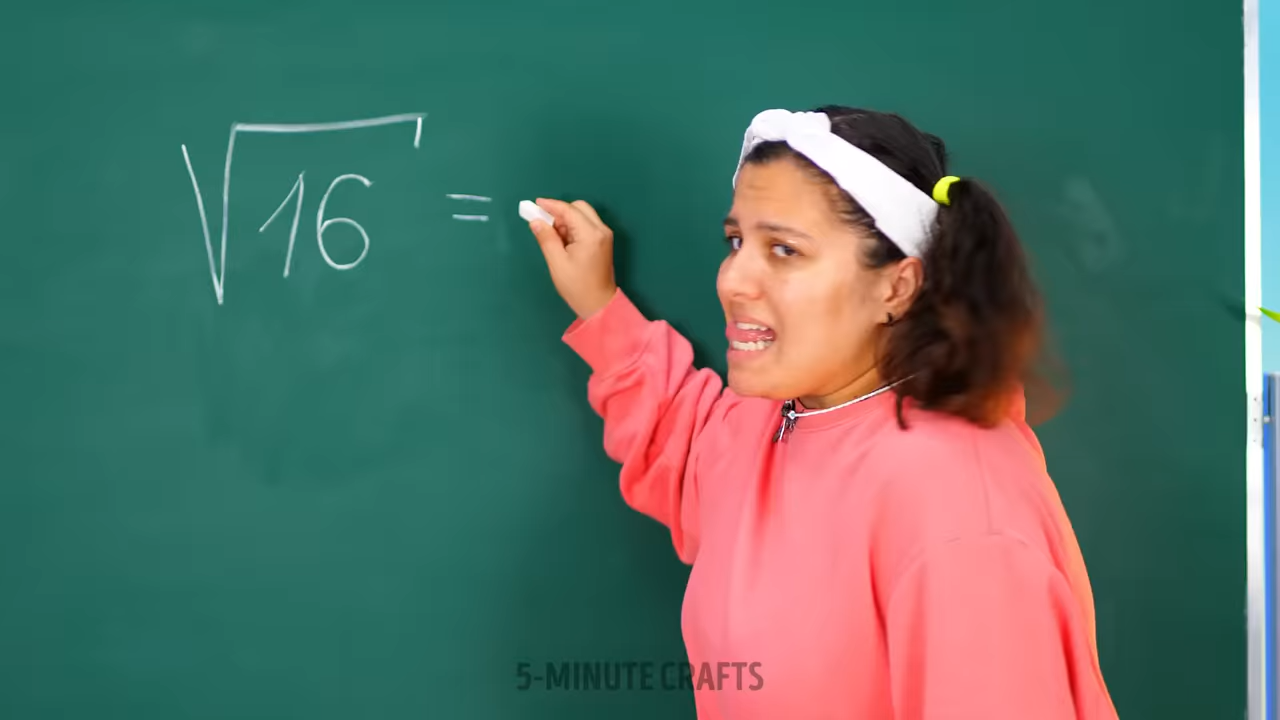 √16 =
5-MINUTE CRAFTS